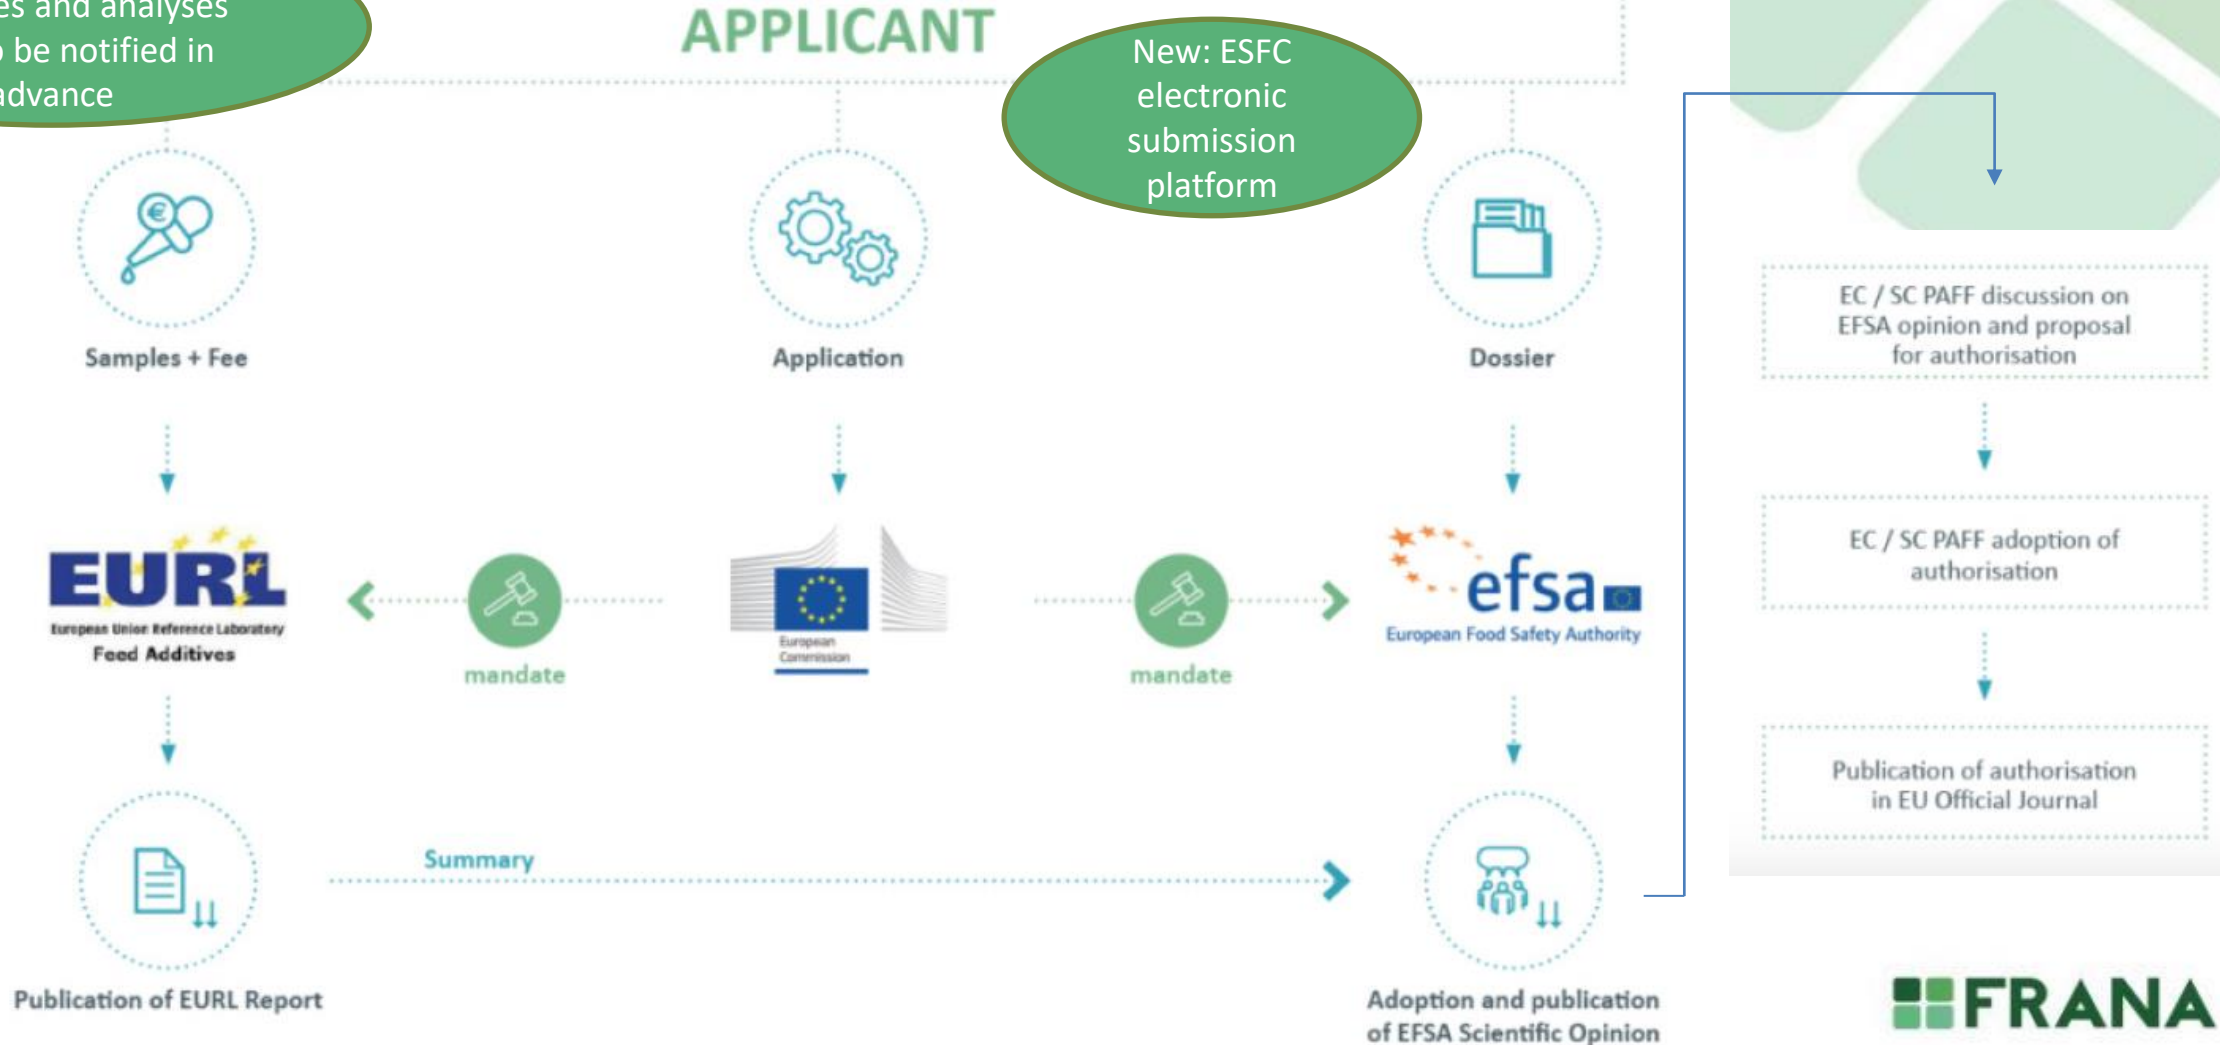 and analyses
be notified in
advance
APPLICANT
New: ESFC
electronic
submission
platform
€
Samples + Fee
Application
Dossier
EURL
European Union Reference Laboratory
Feed Additives
mandate
European
Commission
mandate
efsa
European Food Safety Authority
Summary
Publication of EURL Report
Adoption and publication
of EFSA Scientific Opinion
EC / SC PAFF discussion on
EFSA opinion and proposal
for authorisation
EC / SC PAFF adoption of
authorisation
Publication of authorisation
in EU Official Journal
FRANA